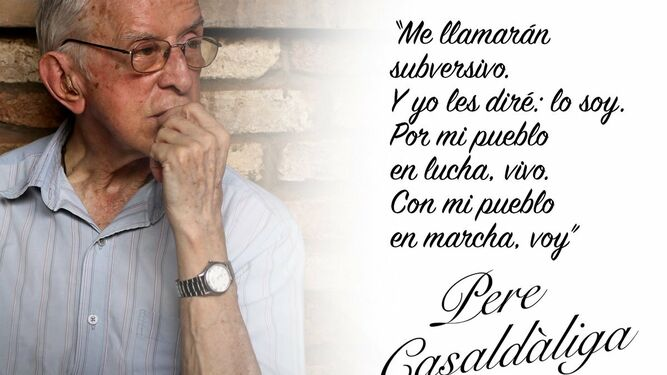 “Me llamarán
subversivo.
Y yo les diré: lo soy.
Por mi pueblo
en lucha, vivo.
Con mi pueblo
en marcha, voy”
Pere
Casaldàliga